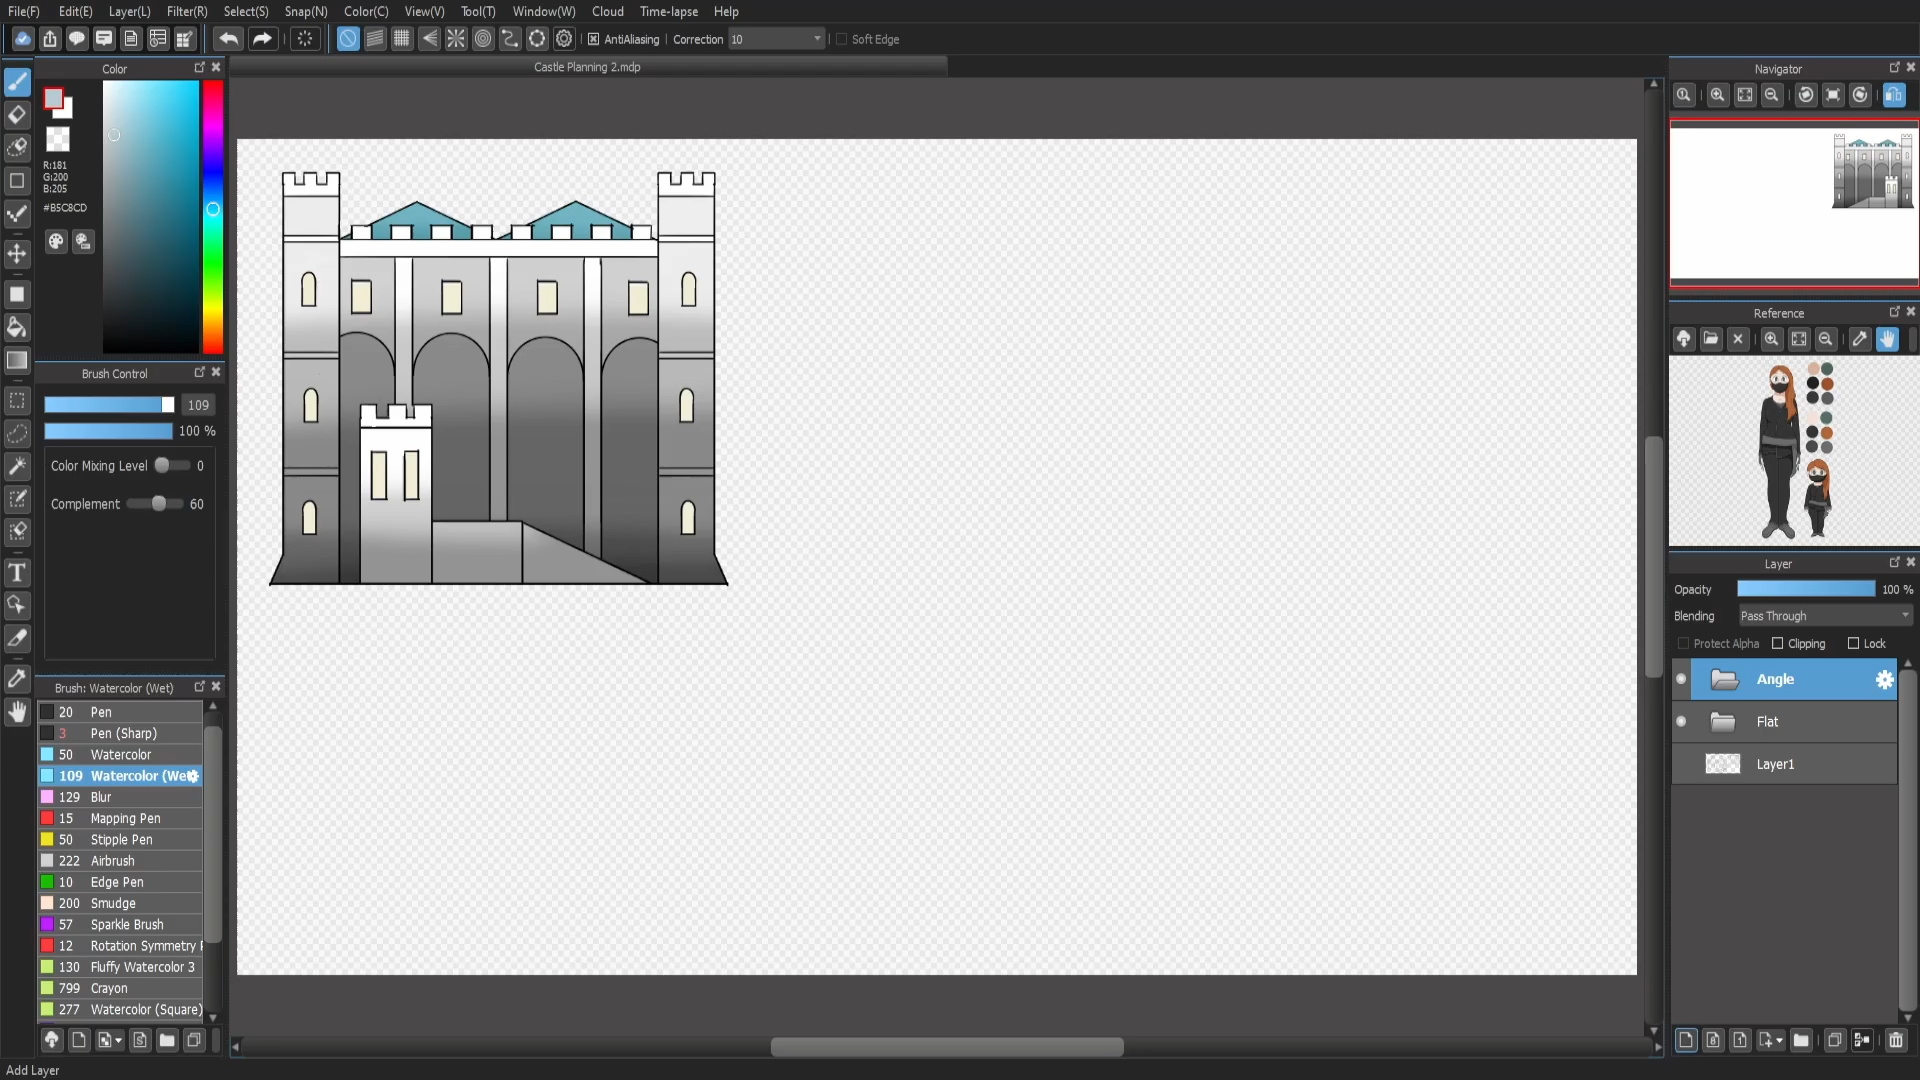 File(F) Edit(E) Layer(L) Filter(R) Select(S) Snap(N) Color(C) View(V) Tool(T) Window(W) Cloud Time-lapse Help
AntiAliasing Correction 10 Soft Edge
Color
R:181
G:200
B:205
#B5C8CD
Brush Control
109
100 %
Color Mixing Level 0
Complement 60
Brush: Watercolor (Wet)
20 Pen
3 Pen (Sharp)
50 Watercolor
109 Watercolor (We
129 Blur
15 Mapping Pen
50 Stipple Pen
222 Airbrush
10 Edge Pen
200 Smudge
57 Sparkle Brush
12 Rotation Symmetry
130 Fluffy Watercolor 3
799 Crayon
277 Watercolor (Square)
Add Layer
Castle Planning 2.mdp
Navigator
Reference
Layer
Opacity 100 %
Blending Pass Through
Protect Alpha Clipping Lock
Angle
Flat
Layer1